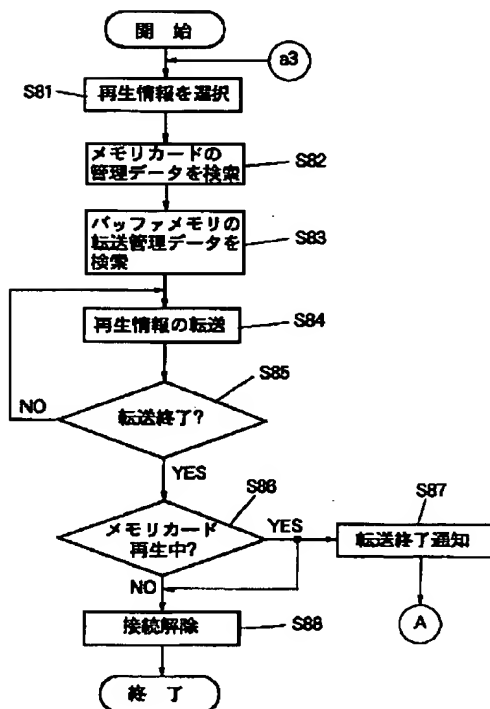 開 始
a3
S81
再生情報を選択
メモリカードの
管理データを検索
S82
バッファメモリの
転送管理データを
検索
S83
再生情報の転送
S84
S85
転送終了?
NO
YES
S86
メモリカード
再生中?
YES
NO
S87
転送終了通知
A
接続解除
S88
終 了